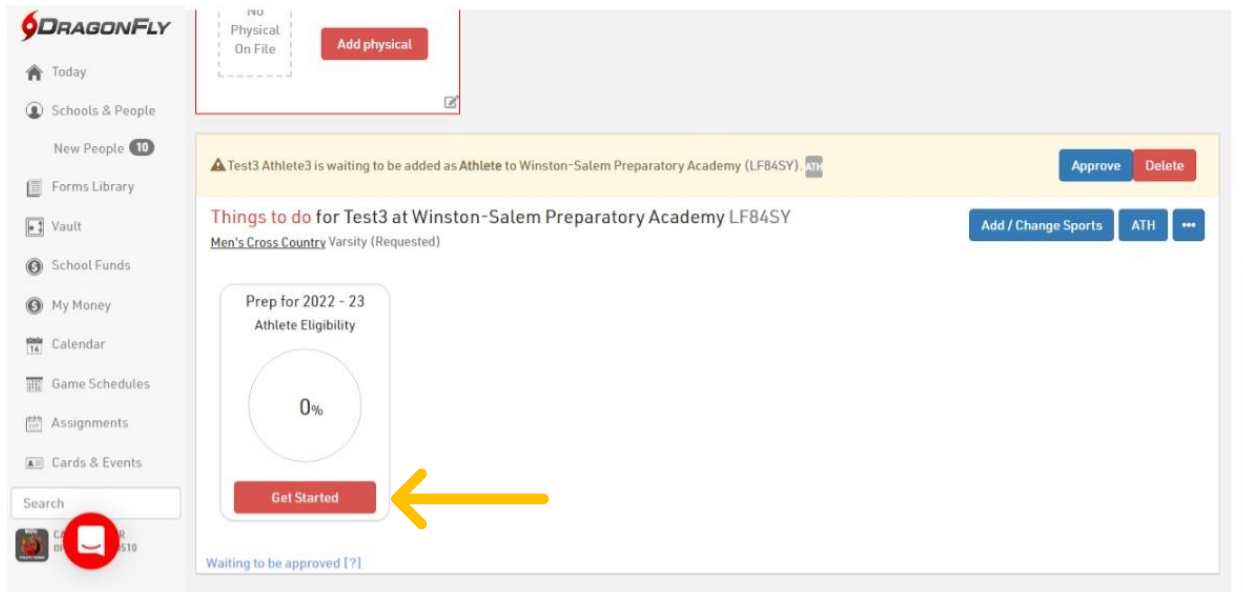 DRAGONFLY
Today
Schools & People
New People 10
Forms Library
Vault
School Funds
My Money
14 Calendar
Game Schedules
Assignments
Cards & Events
Search
510
No
Physical
On File
Add physical
Test3 Athlete3 is waiting to be added as Athlete to Winston-Salem Preparatory Academy (LF84SY). ATH
Approve Delete
Things to do for Test3 at Winston-Salem Preparatory Academy LF84SY
Men's Cross Country Varsity (Requested)
Add / Change Sports ATH •••
Prep for 2022 - 23
Athlete Eligibility
0%
Get Started
Waiting to be approved [?]